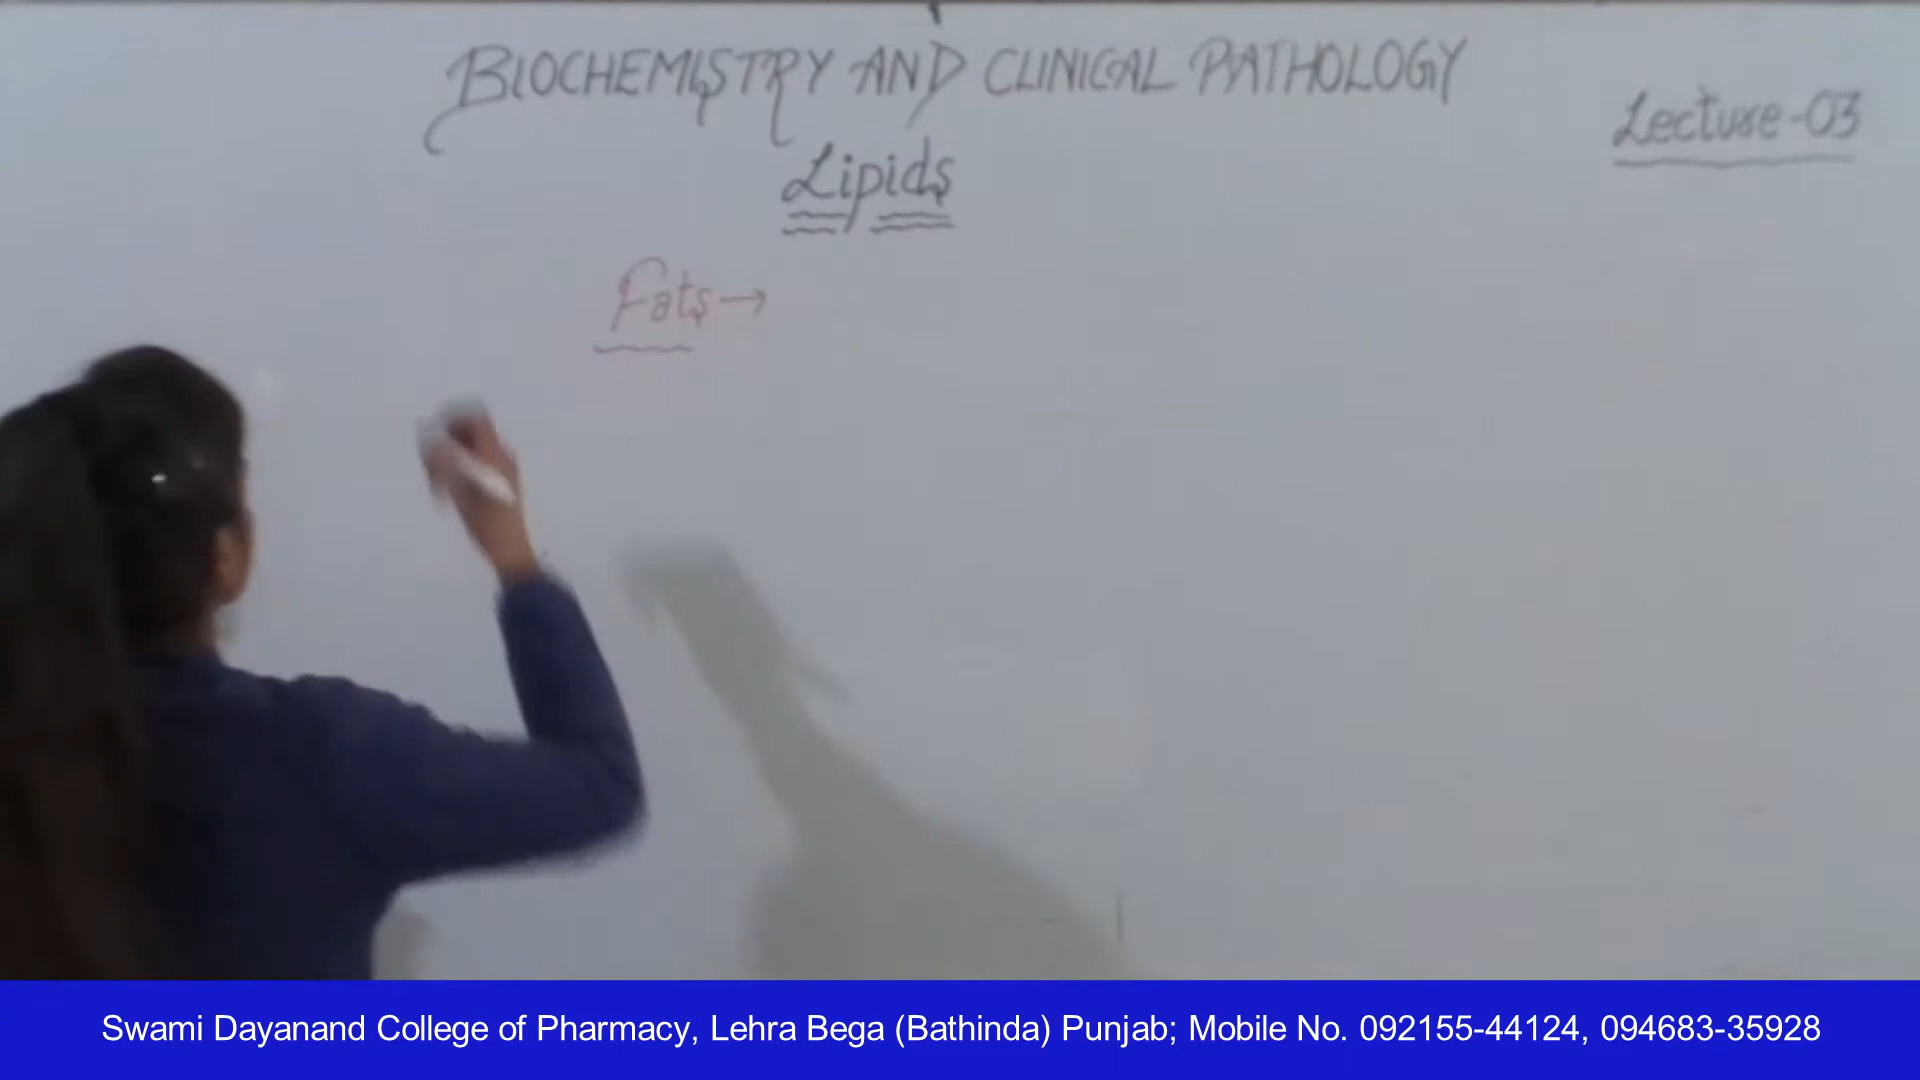 BIOCHEMISTRY AND CLINICAL PATHOLOGY
Lecture-03
Lipids
Fats→
Swami Dayanand College of Pharmacy, Lehra Bega (Bathinda) Punjab; Mobile No. 092155-44124, 094683-35928